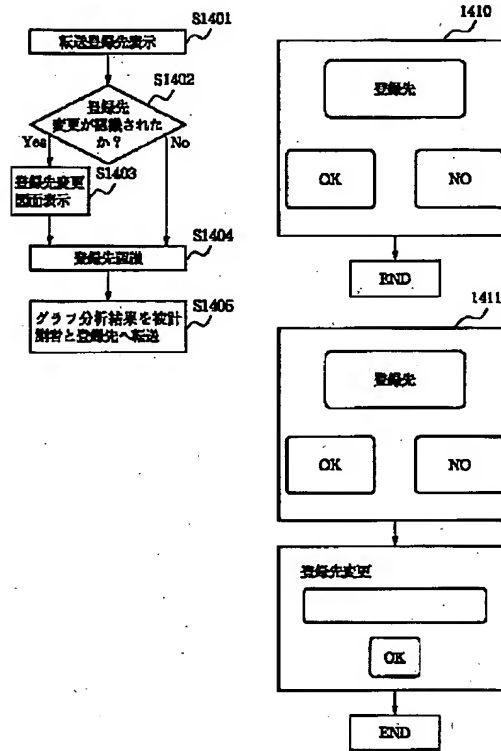 S1401
転送登録先表示
S1402
登録先
変更が認識された
か？
Yes
No
S1403
登録先変更
画面表示
S1404
登録先認識
S1405
グラフ分析結果を被計
測者と登録先へ転送
1410
登録先
OK
NO
END
1411
登録先
OK
NO
登録先変更
OK
END